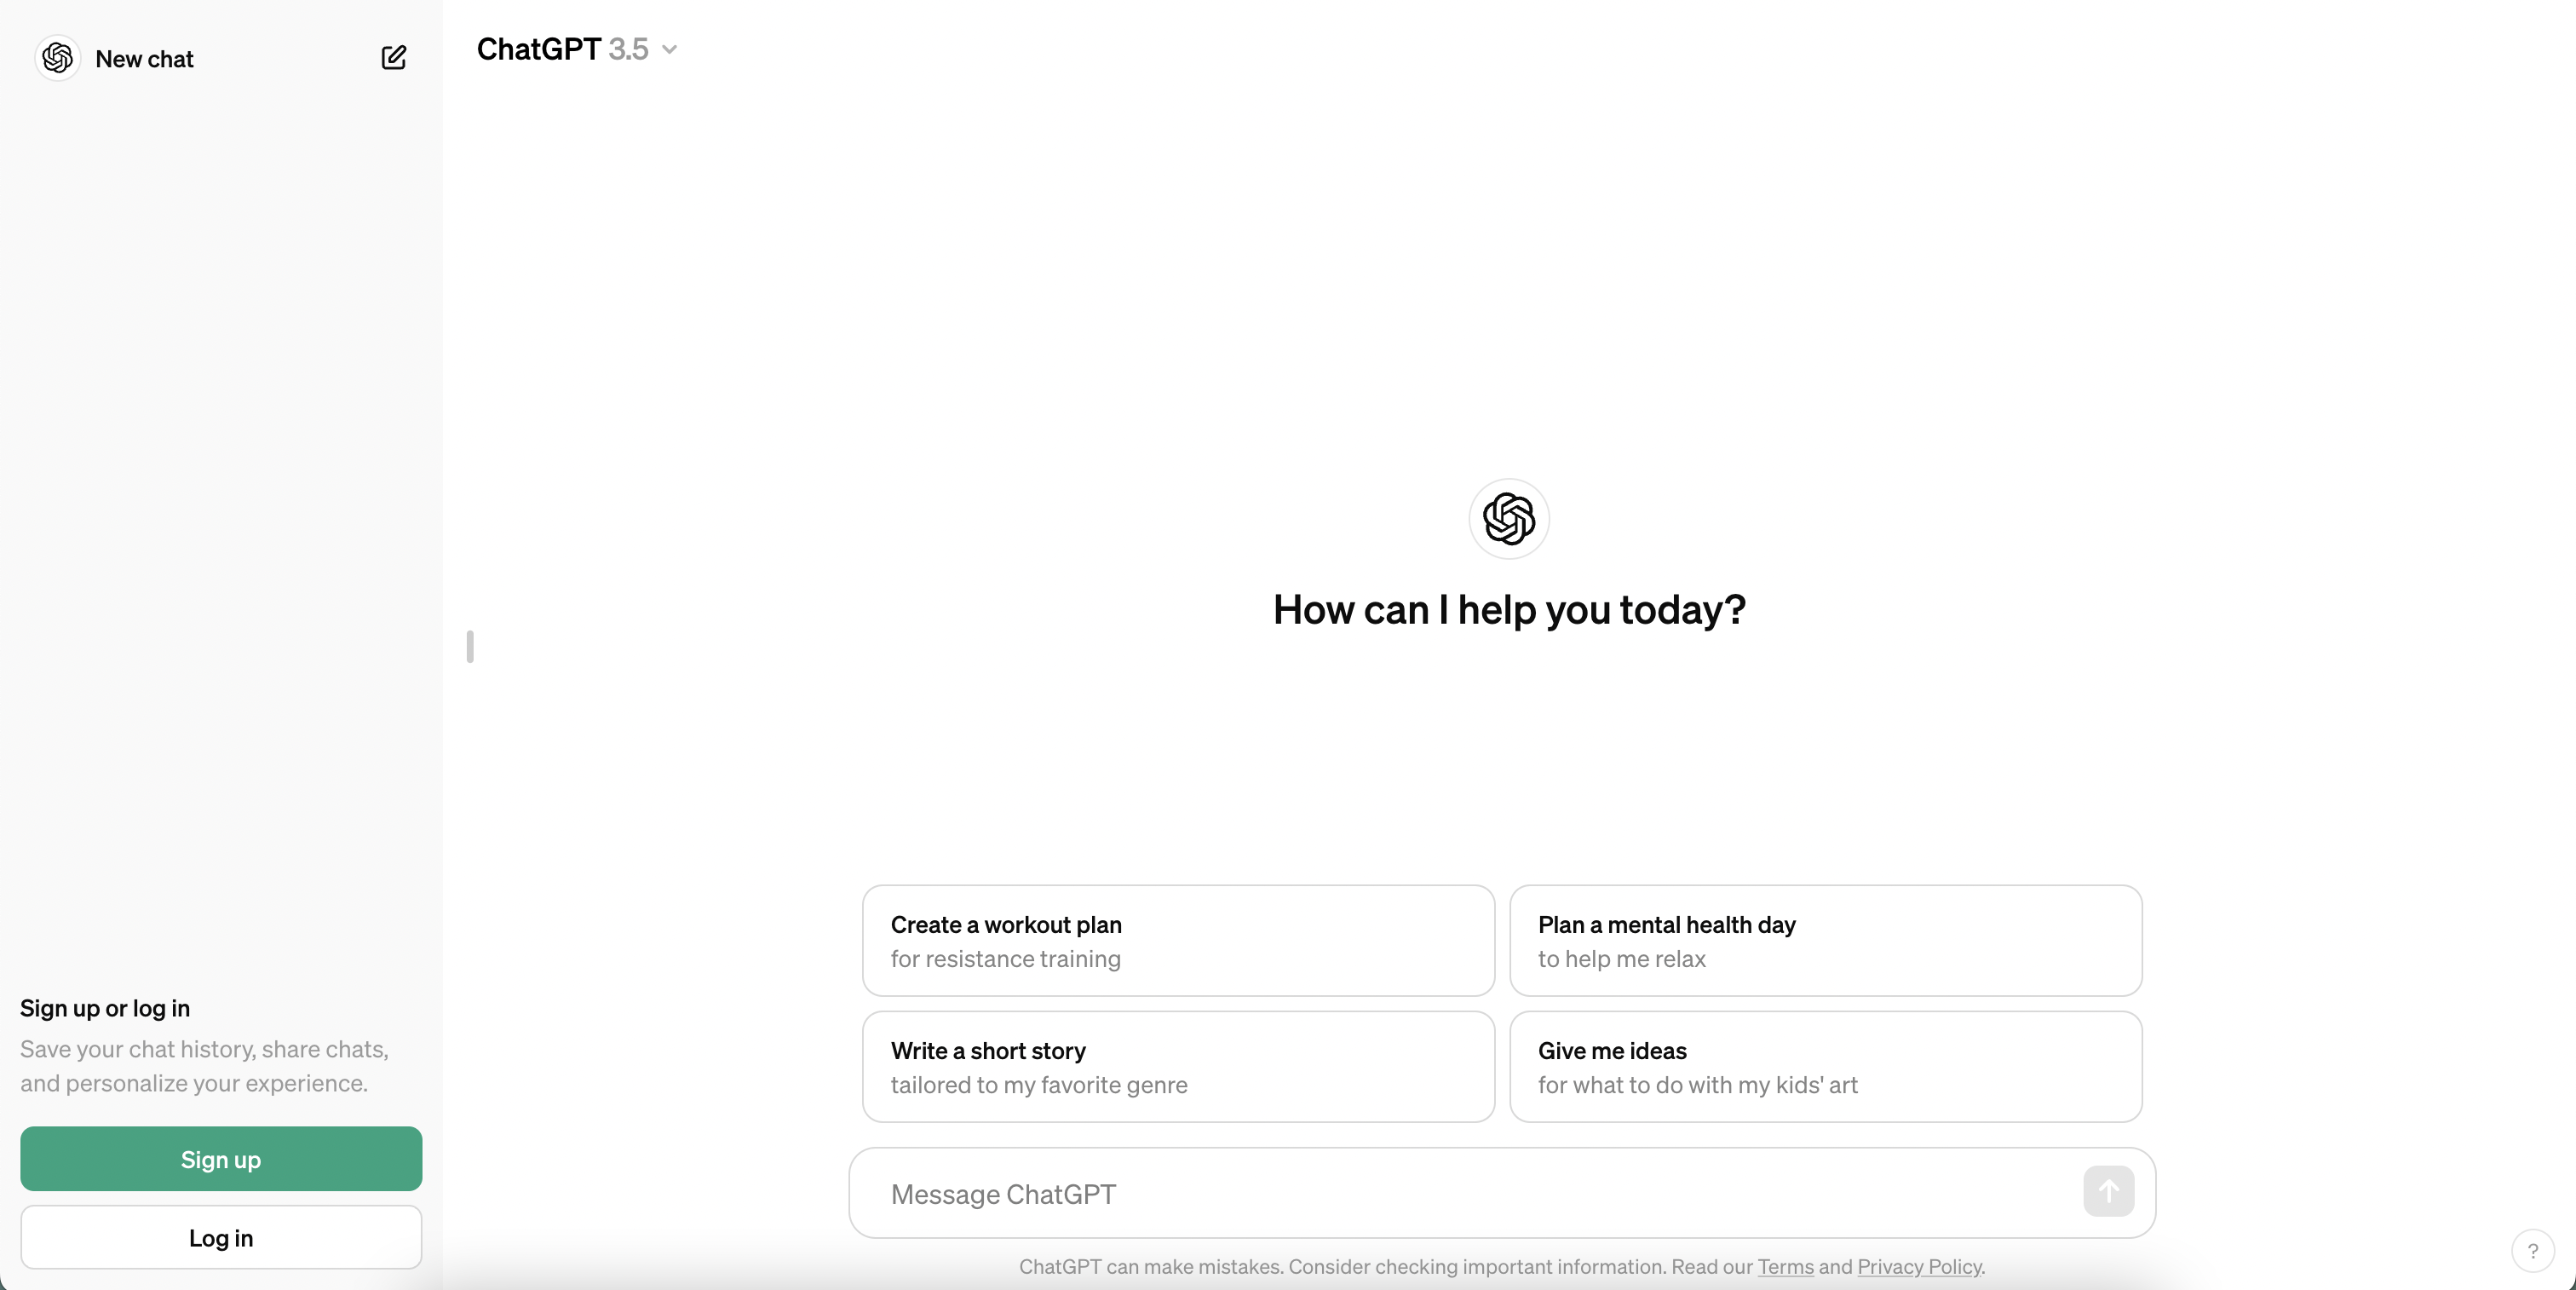 New chat
ChatGPT 3.5
How can I help you today?
Create a workout plan
for resistance training
Plan a mental health day
to help me relax
Write a short story
tailored to my favorite genre
Give me ideas
for what to do with my kids' art
Sign up or log in
Save your chat history, share chats,
and personalize your experience.
Sign up
Log in
Message ChatGPT
ChatGPT can make mistakes. Consider checking important information. Read our Terms and Privacy Policy.
?